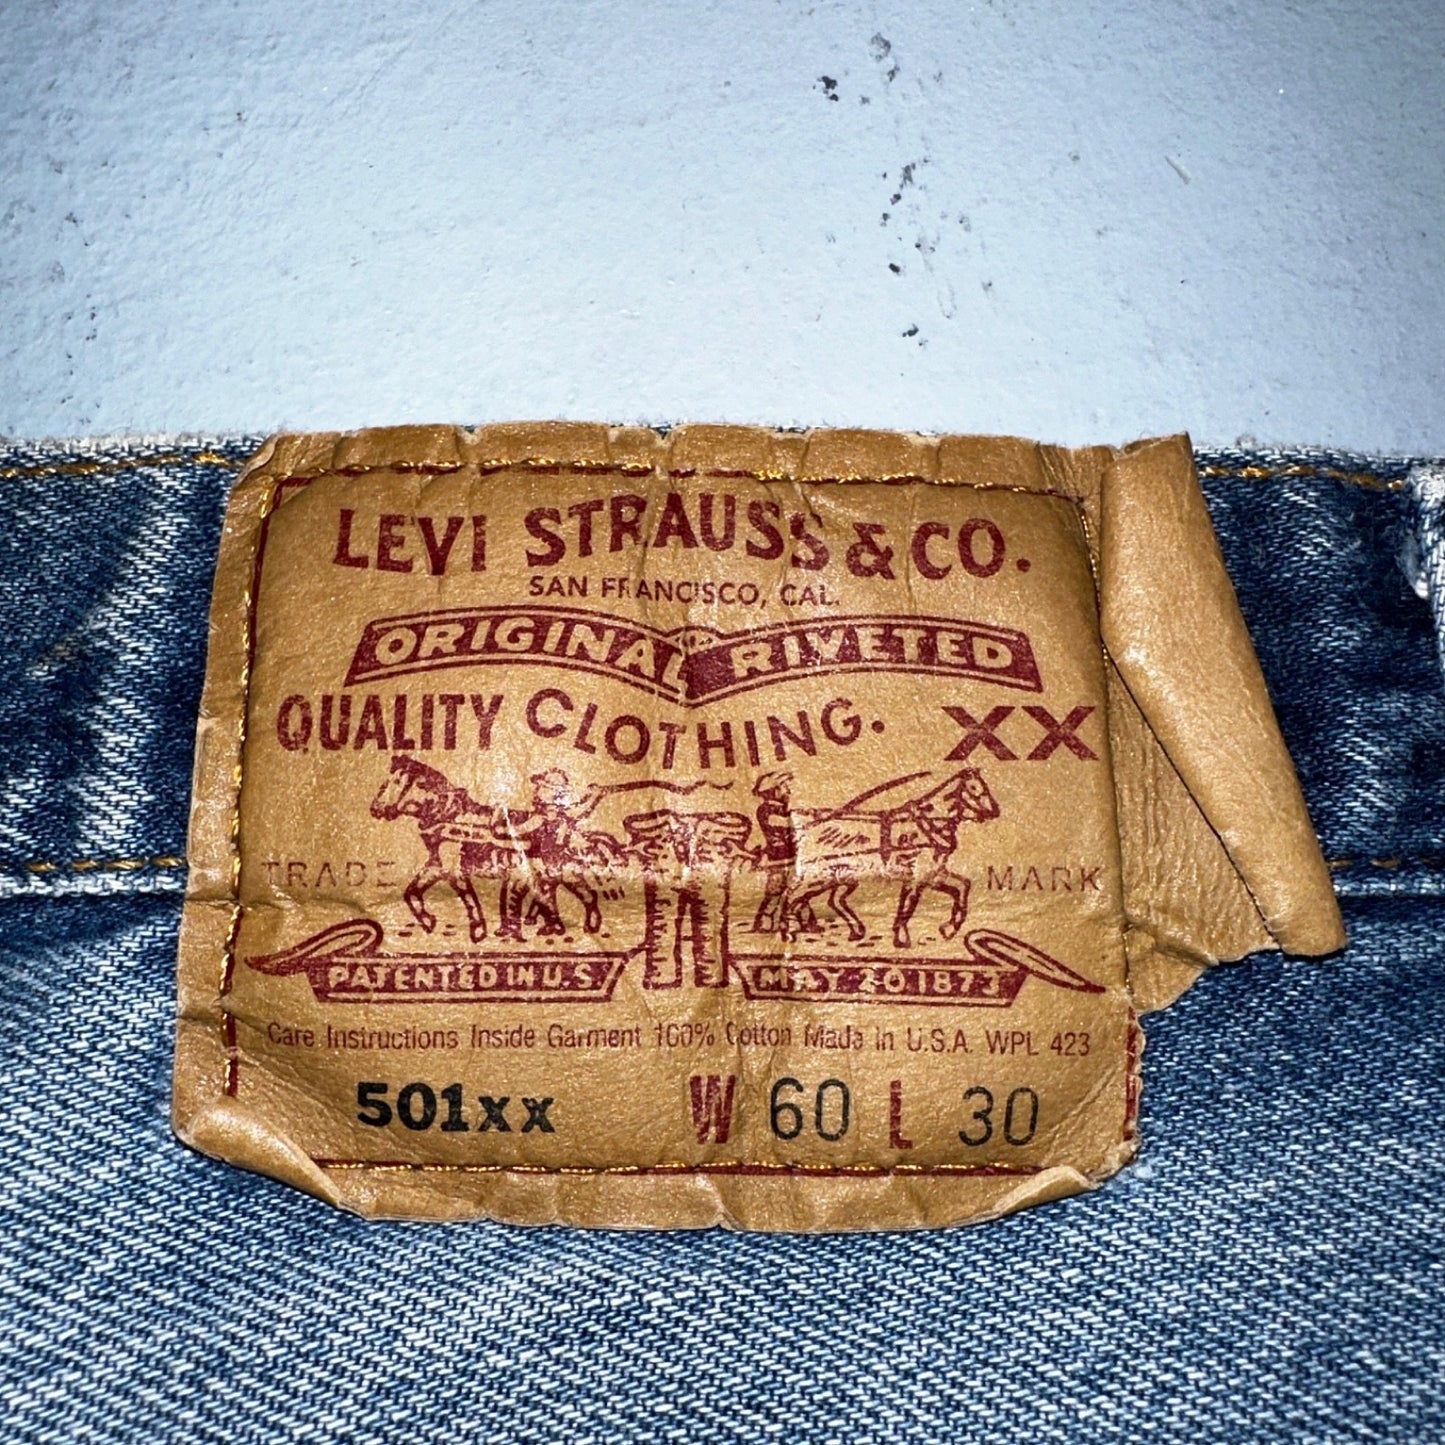 LEVI STRAUSS & CO.
SAN FRANCISCO, CAL.
ORIGINAL RIVETED
QUALITY CLOTHING. XX
TRADE MARK
PATENTED IN U.S. MAY 20 1873
Care Instructions Inside Garment 100% Cotton Made in U.S.A. WPL 423
501xx W 60 L 30